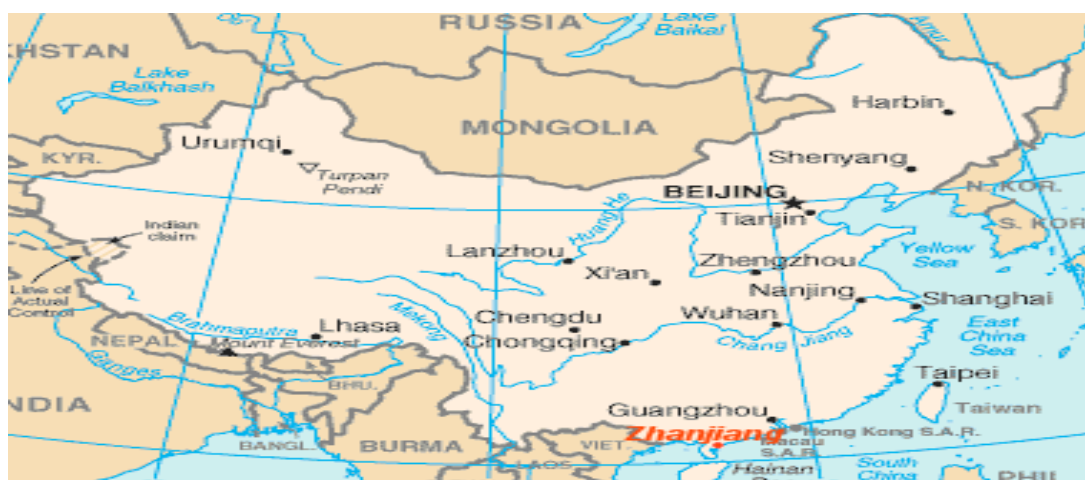 RUSSIA
Lake
Baikal
Amur
KHSTAN
Lake
Balkhash
Harbin
MONGOLIA
Urumqi
KYR.
Turpan
Pendi
Shenyang
BEIJING
N. KOR.
Tianjin
S. KOR
Indian
claim
Huang He
Lanzhou
Yellow
Sea
Zhengzhou
Xi'an
Line of
Actual
Control
Nanjing
Shanghai
Mekong
Wuhan
Chengdu
Brahmaputra
Lhasa
East
China
Sea
NEPAL
Mount Everest
Chongqing
Chang Jiang
Ganges
Taipei
BHU.
NDIA
Taiwan
Guangzhou
Zhanjiang
Hong Kong S.A.R.
Macau
S.A.R
BANGL.
BURMA
VIET.
LAOS
Hainan
South
China
PHIL